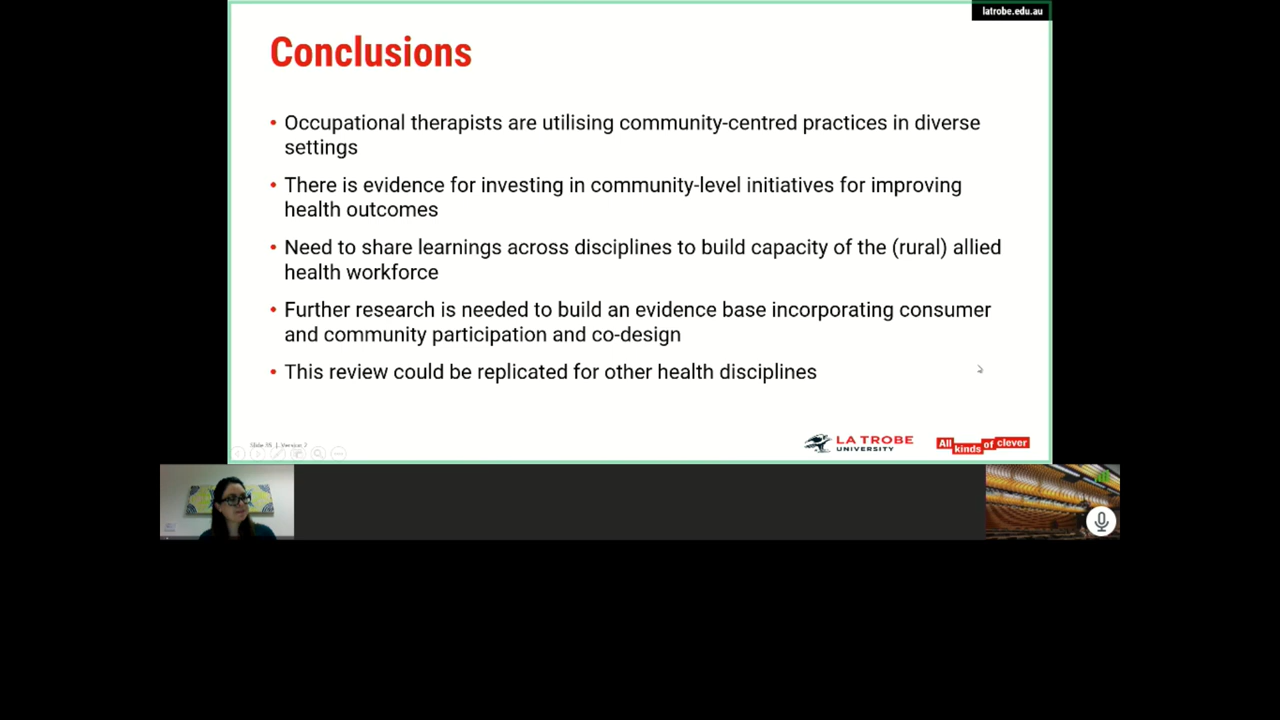 latrobe.edu.au
Conclusions
• Occupational therapists are utilising community-centred practices in diverse
settings
• There is evidence for investing in community-level initiatives for improving
health outcomes
• Need to share learnings across disciplines to build capacity of the (rural) allied
health workforce
• Further research is needed to build an evidence base incorporating consumer
and community participation and co-design
• This review could be replicated for other health disciplines
LA TROBE
UNIVERSITY
All kinds of clever